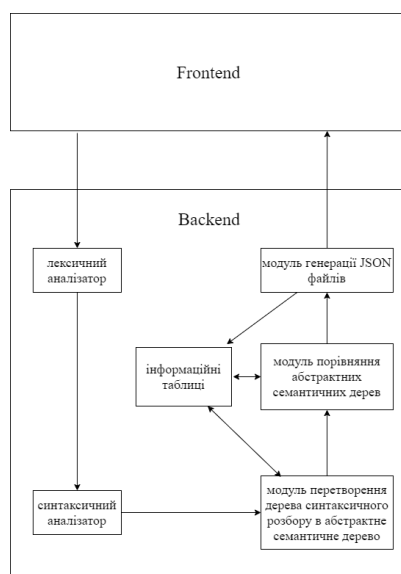 Frontend
Backend
лексичний
аналізатор
модуль генерації JSON
файлів
інформаційні
таблиці
модуль порівняння
абстрактних
семантичних дерев
синтаксичний
аналізатор
модуль перетворення
дерева синтаксичного
розбору в абстрактне
семантичне дерево